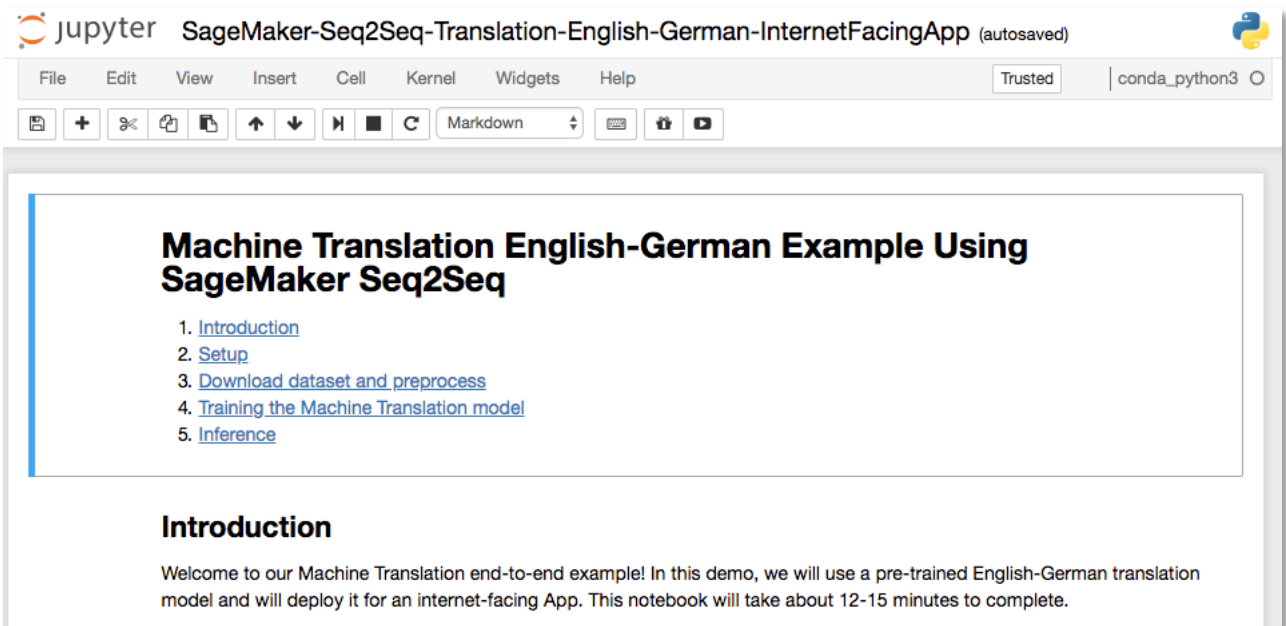 jupyter SageMaker-Seq2Seq-Translation-English-German-InternetFacingApp (autosaved)
File Edit View Insert Cell Kernel Widgets Help Trusted conda_python3
Markdown
Machine Translation English-German Example Using
SageMaker Seq2Seq
1. Introduction
2. Setup
3. Download dataset and preprocess
4. Training the Machine Translation model
5. Inference
Introduction
Welcome to our Machine Translation end-to-end example! In this demo, we will use a pre-trained English-German translation
model and will deploy it for an internet-facing App. This notebook will take about 12-15 minutes to complete.